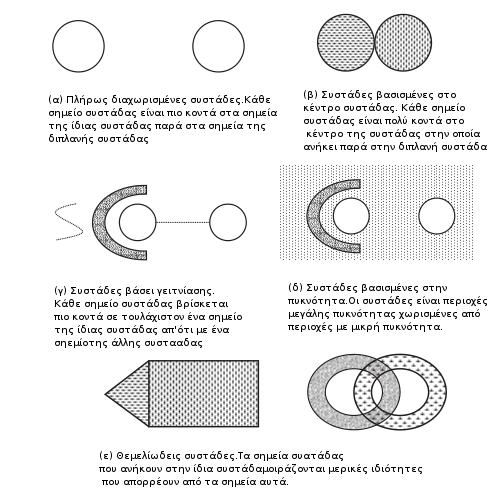 (α) Πλήρως διαχωρισμένες συστάδες.Κάθε
σημείο συστάδας είναι πιο κοντά στα σημεία
της ίδιας συστάδας παρά στα σημεία της
διπλανής συστάδας
(β) Συστάδες βασισμένες στο
κέντρο συστάδας. Κάθε σημείο
συστάδας είναι πολύ κοντά στο
κέντρο της συστάδας στην οποία
ανήκει παρά στην διπλανή συστάδα
(γ) Συστάδες βάσει γειτνίασης.
Κάθε σημείο συστάδας βρίσκεται
πιο κοντά σε τουλάχιστον ένα σημείο
της ίδιας συστάδας απ'ότι με ένα
σηεμίοτης άλλης συστααδας
(δ) Συστάδες βασισμένες στην
πυκνότητα.Οι συστάδες είναι περιοχές
μεγάλης πυκνότητας χωρισμένες από
περιοχές με μικρή πυκνότητα.
(ε) Θεμελίωδεις συστάδες.Τα σημεία συατάδας
που ανήκουν στην ίδια συστάδαμοιράζονται μερικές ιδιότητες
που απορρέουν από τα σημεία αυτά.